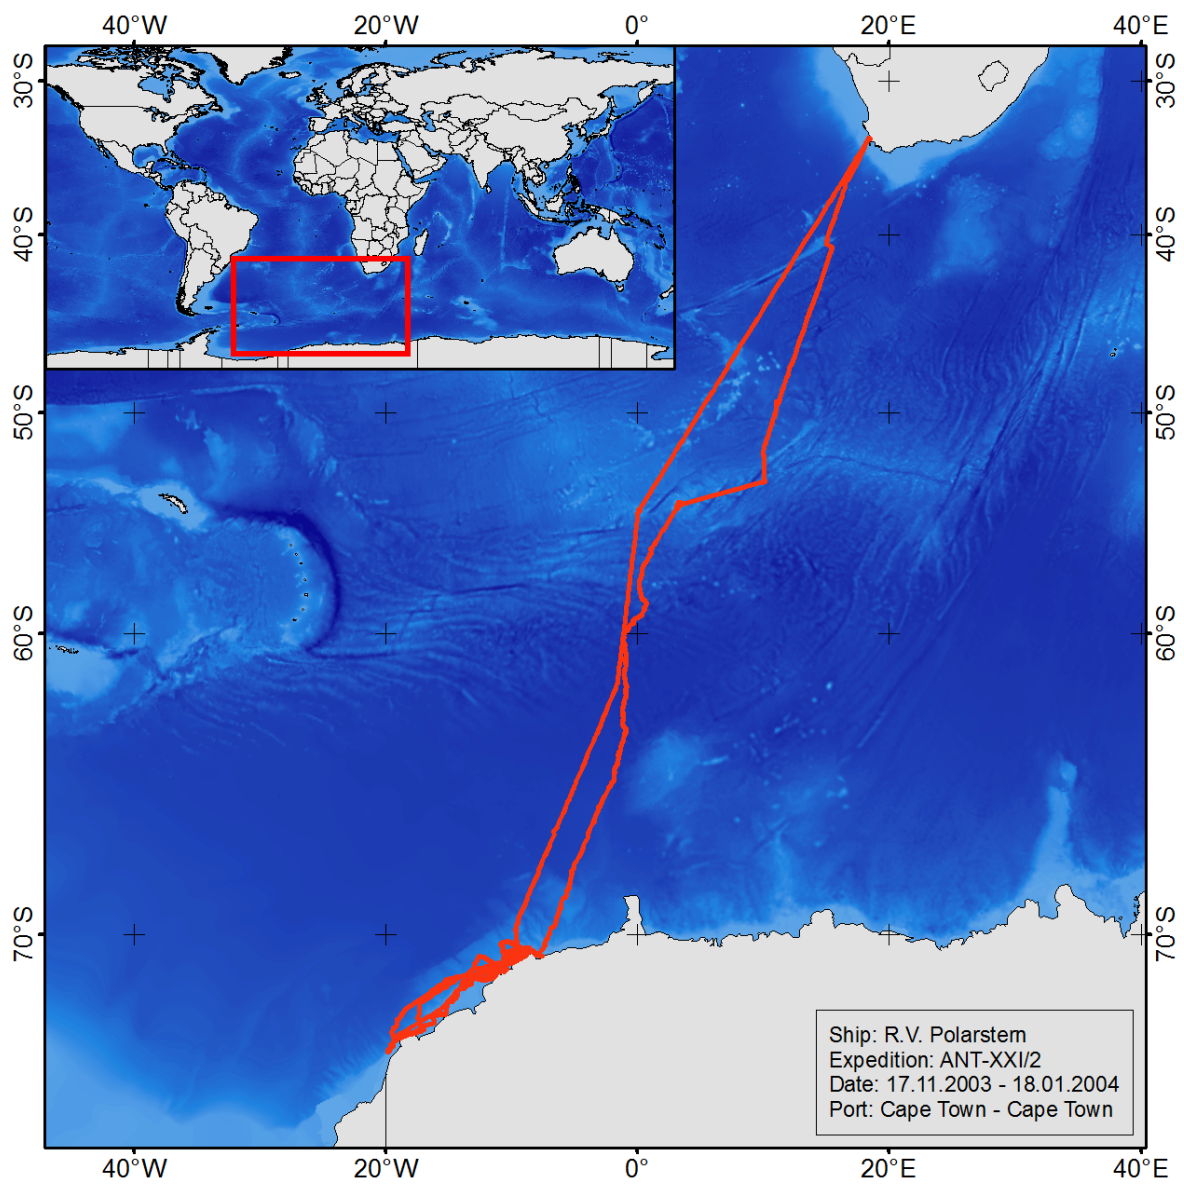 40°W 20°W 0° 20°E 40°E
30°S 30°S
40°S 40°S
50°S 50°S
60°S 60°S
70°S 70°S
Ship: R.V. Polarstern
Expedition: ANT-XXI/2
Date: 17.11.2003 - 18.01.2004
Port: Cape Town - Cape Town
40°W 20°W 0° 20°E 40°E